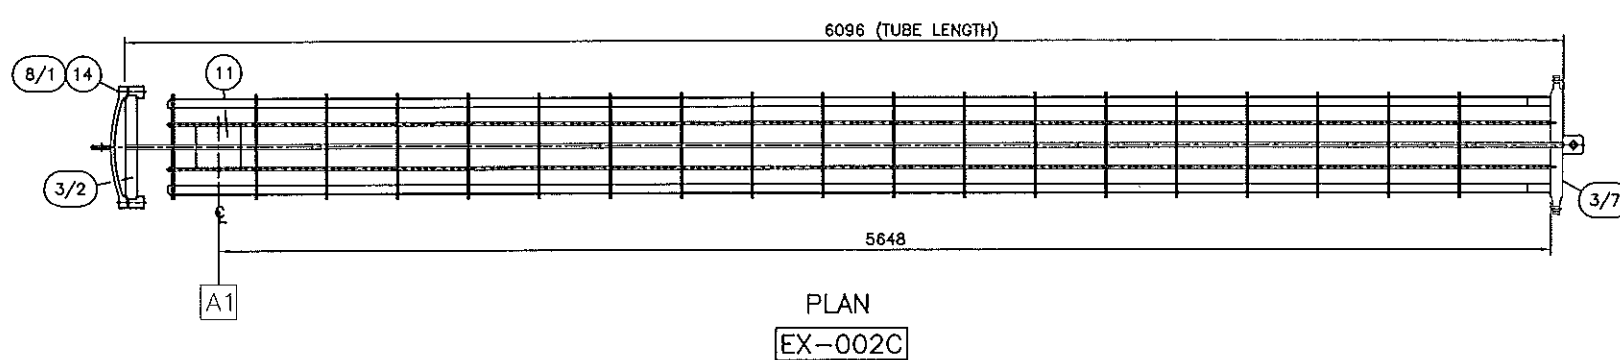 6096 (TUBE LENGTH)
8/1 14 11
3/2
3/7
℄
5648
A1
PLAN
EX-002C